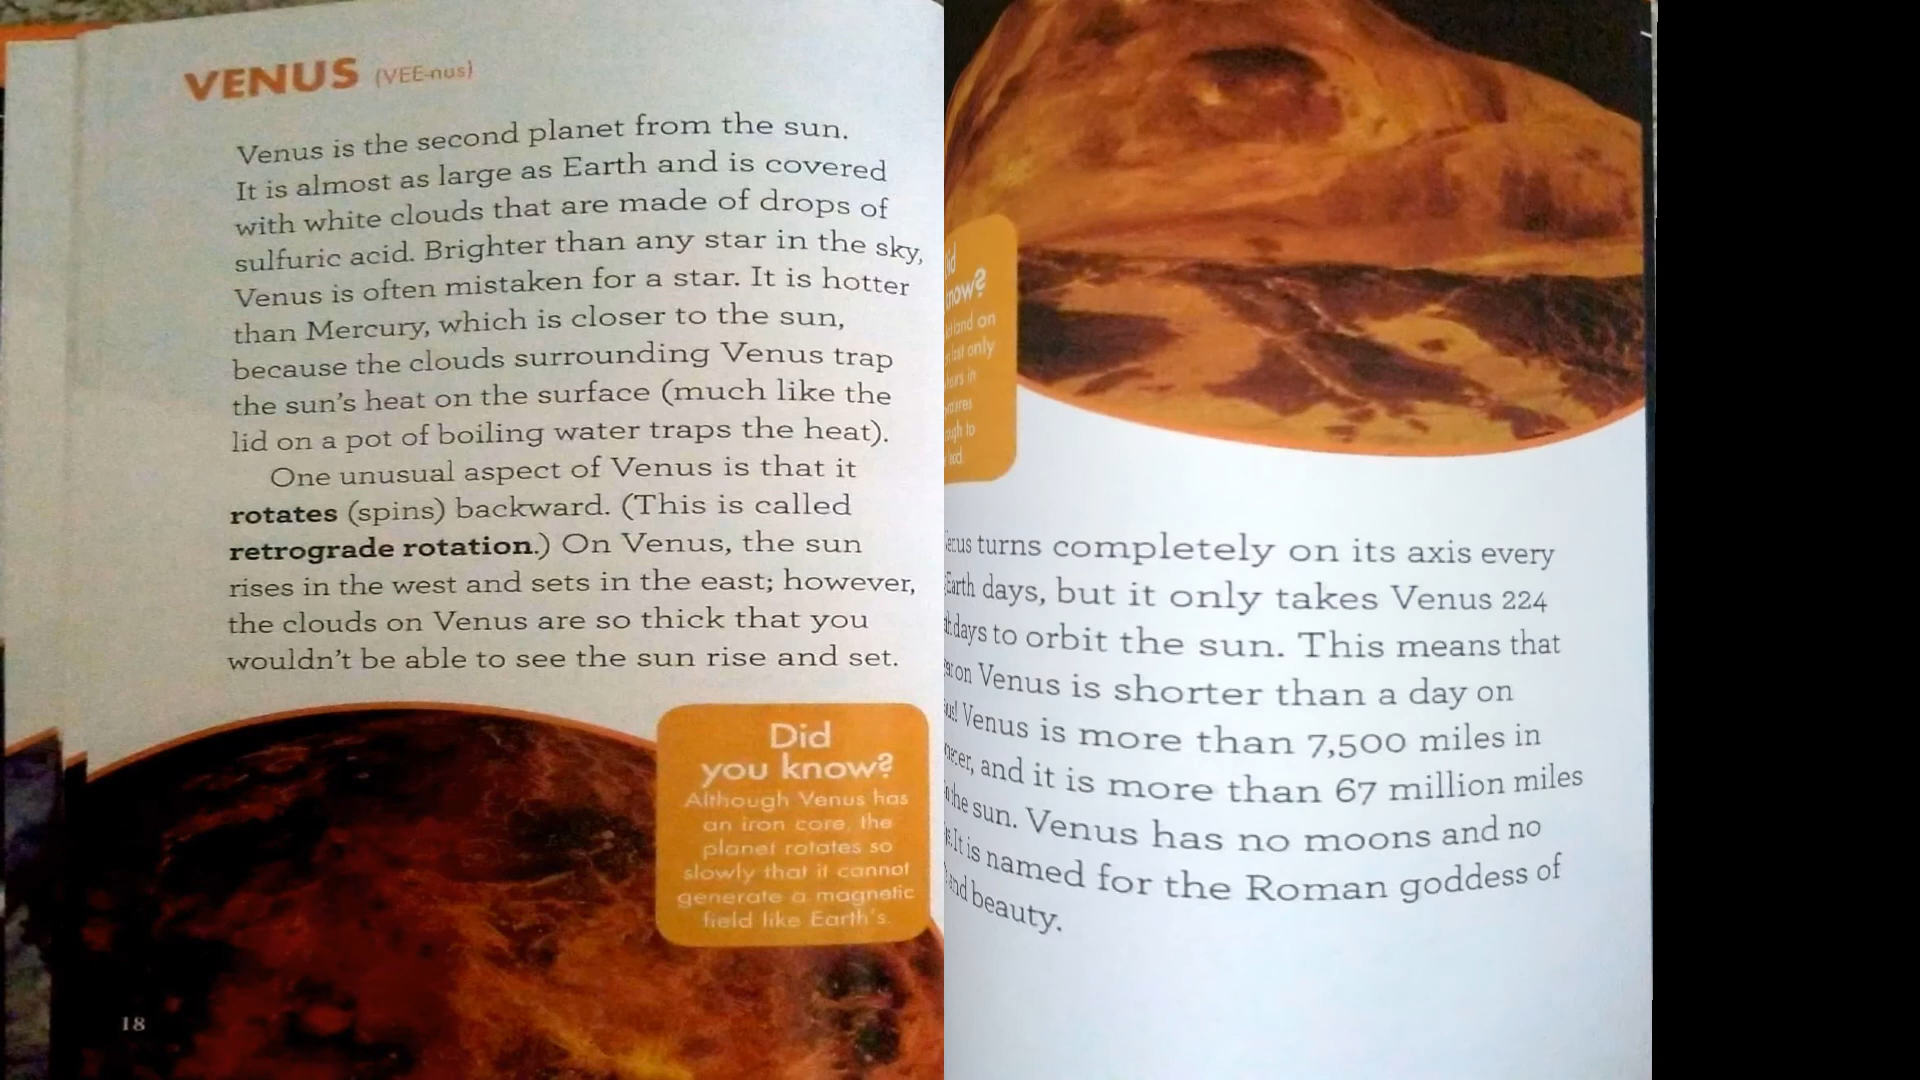 VENUS (VEE-nus)
Venus is the second planet from the sun.
It is almost as large as Earth and is covered
with white clouds that are made of drops of
sulfuric acid. Brighter than any star in the sky,
Venus is often mistaken for a star. It is hotter
than Mercury, which is closer to the sun,
because the clouds surrounding Venus trap
the sun's heat on the surface (much like the
lid on a pot of boiling water traps the heat).
One unusual aspect of Venus is that it
rotates (spins) backward. (This is called
retrograde rotation.) On Venus, the sun
rises in the west and sets in the east; however,
the clouds on Venus are so thick that you
wouldn't be able to see the sun rise and set.
Did
you know?
Although Venus has
an iron core, the
planet rotates so
slowly that it cannot
generate a magnetic
field like Earth's.
18
land on
only
in
to
turns completely on its axis every
Earth days, but it only takes Venus 224
days to orbit the sun. This means that
on Venus is shorter than a day on
Venus is more than 7,500 miles in
and it is more than 67 million miles
the sun. Venus has no moons and no
It is named for the Roman goddess of
and beauty.